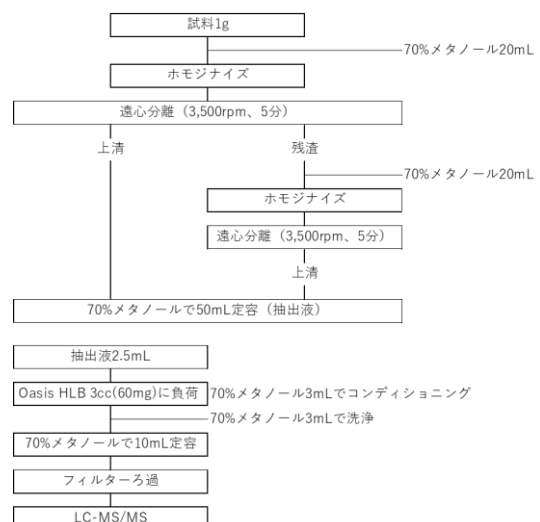 試料1g
70%メタノール20mL
ホモジナイズ
遠心分離（3,500rpm、5分）
上清
残渣
70%メタノール20mL
ホモジナイズ
遠心分離（3,500rpm、5分）
上清
70%メタノールで50mL定容（抽出液）
抽出液2.5mL
Oasis HLB 3cc(60mg)に負荷
70%メタノール3mLでコンディショニング
70%メタノール3mLで洗浄
70%メタノールで10mL定容
フィルターろ過
LC-MS/MS